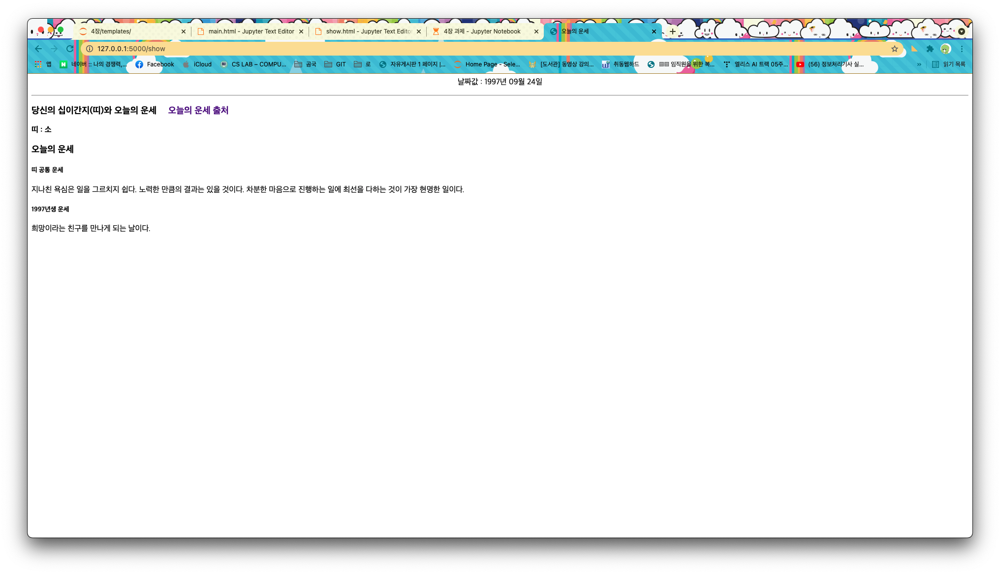 4장/templates/
main.html - Jupyter Text Editor
show.html - Jupyter Text Editor
4장 과제 - Jupyter Notebook
오늘의 운세
127.0.0.1:5000/show
앱
네이버 :: 나의 경쟁력,...
Facebook
iCloud
CS LAB – COMPU...
곰국
GIT
로
자유게시판 1 페이지 |...
Home Page - Sele...
[도서관] 동영상 강의...
취동웹하드
임직원을 위한 복...
엘리스 AI 트랙 05주...
(56) 정보처리기사 실...
»
읽기 목록
날짜값 : 1997년 09월 24일
당신의 십이간지(띠)와 오늘의 운세 오늘의 운세 출처
띠 : 소
오늘의 운세
띠 공통 운세
지나친 욕심은 일을 그르치지 쉽다. 노력한 만큼의 결과는 있을 것이다. 차분한 마음으로 진행하는 일에 최선을 다하는 것이 가장 현명한 일이다.
1997년생 운세
희망이라는 친구를 만나게 되는 날이다.